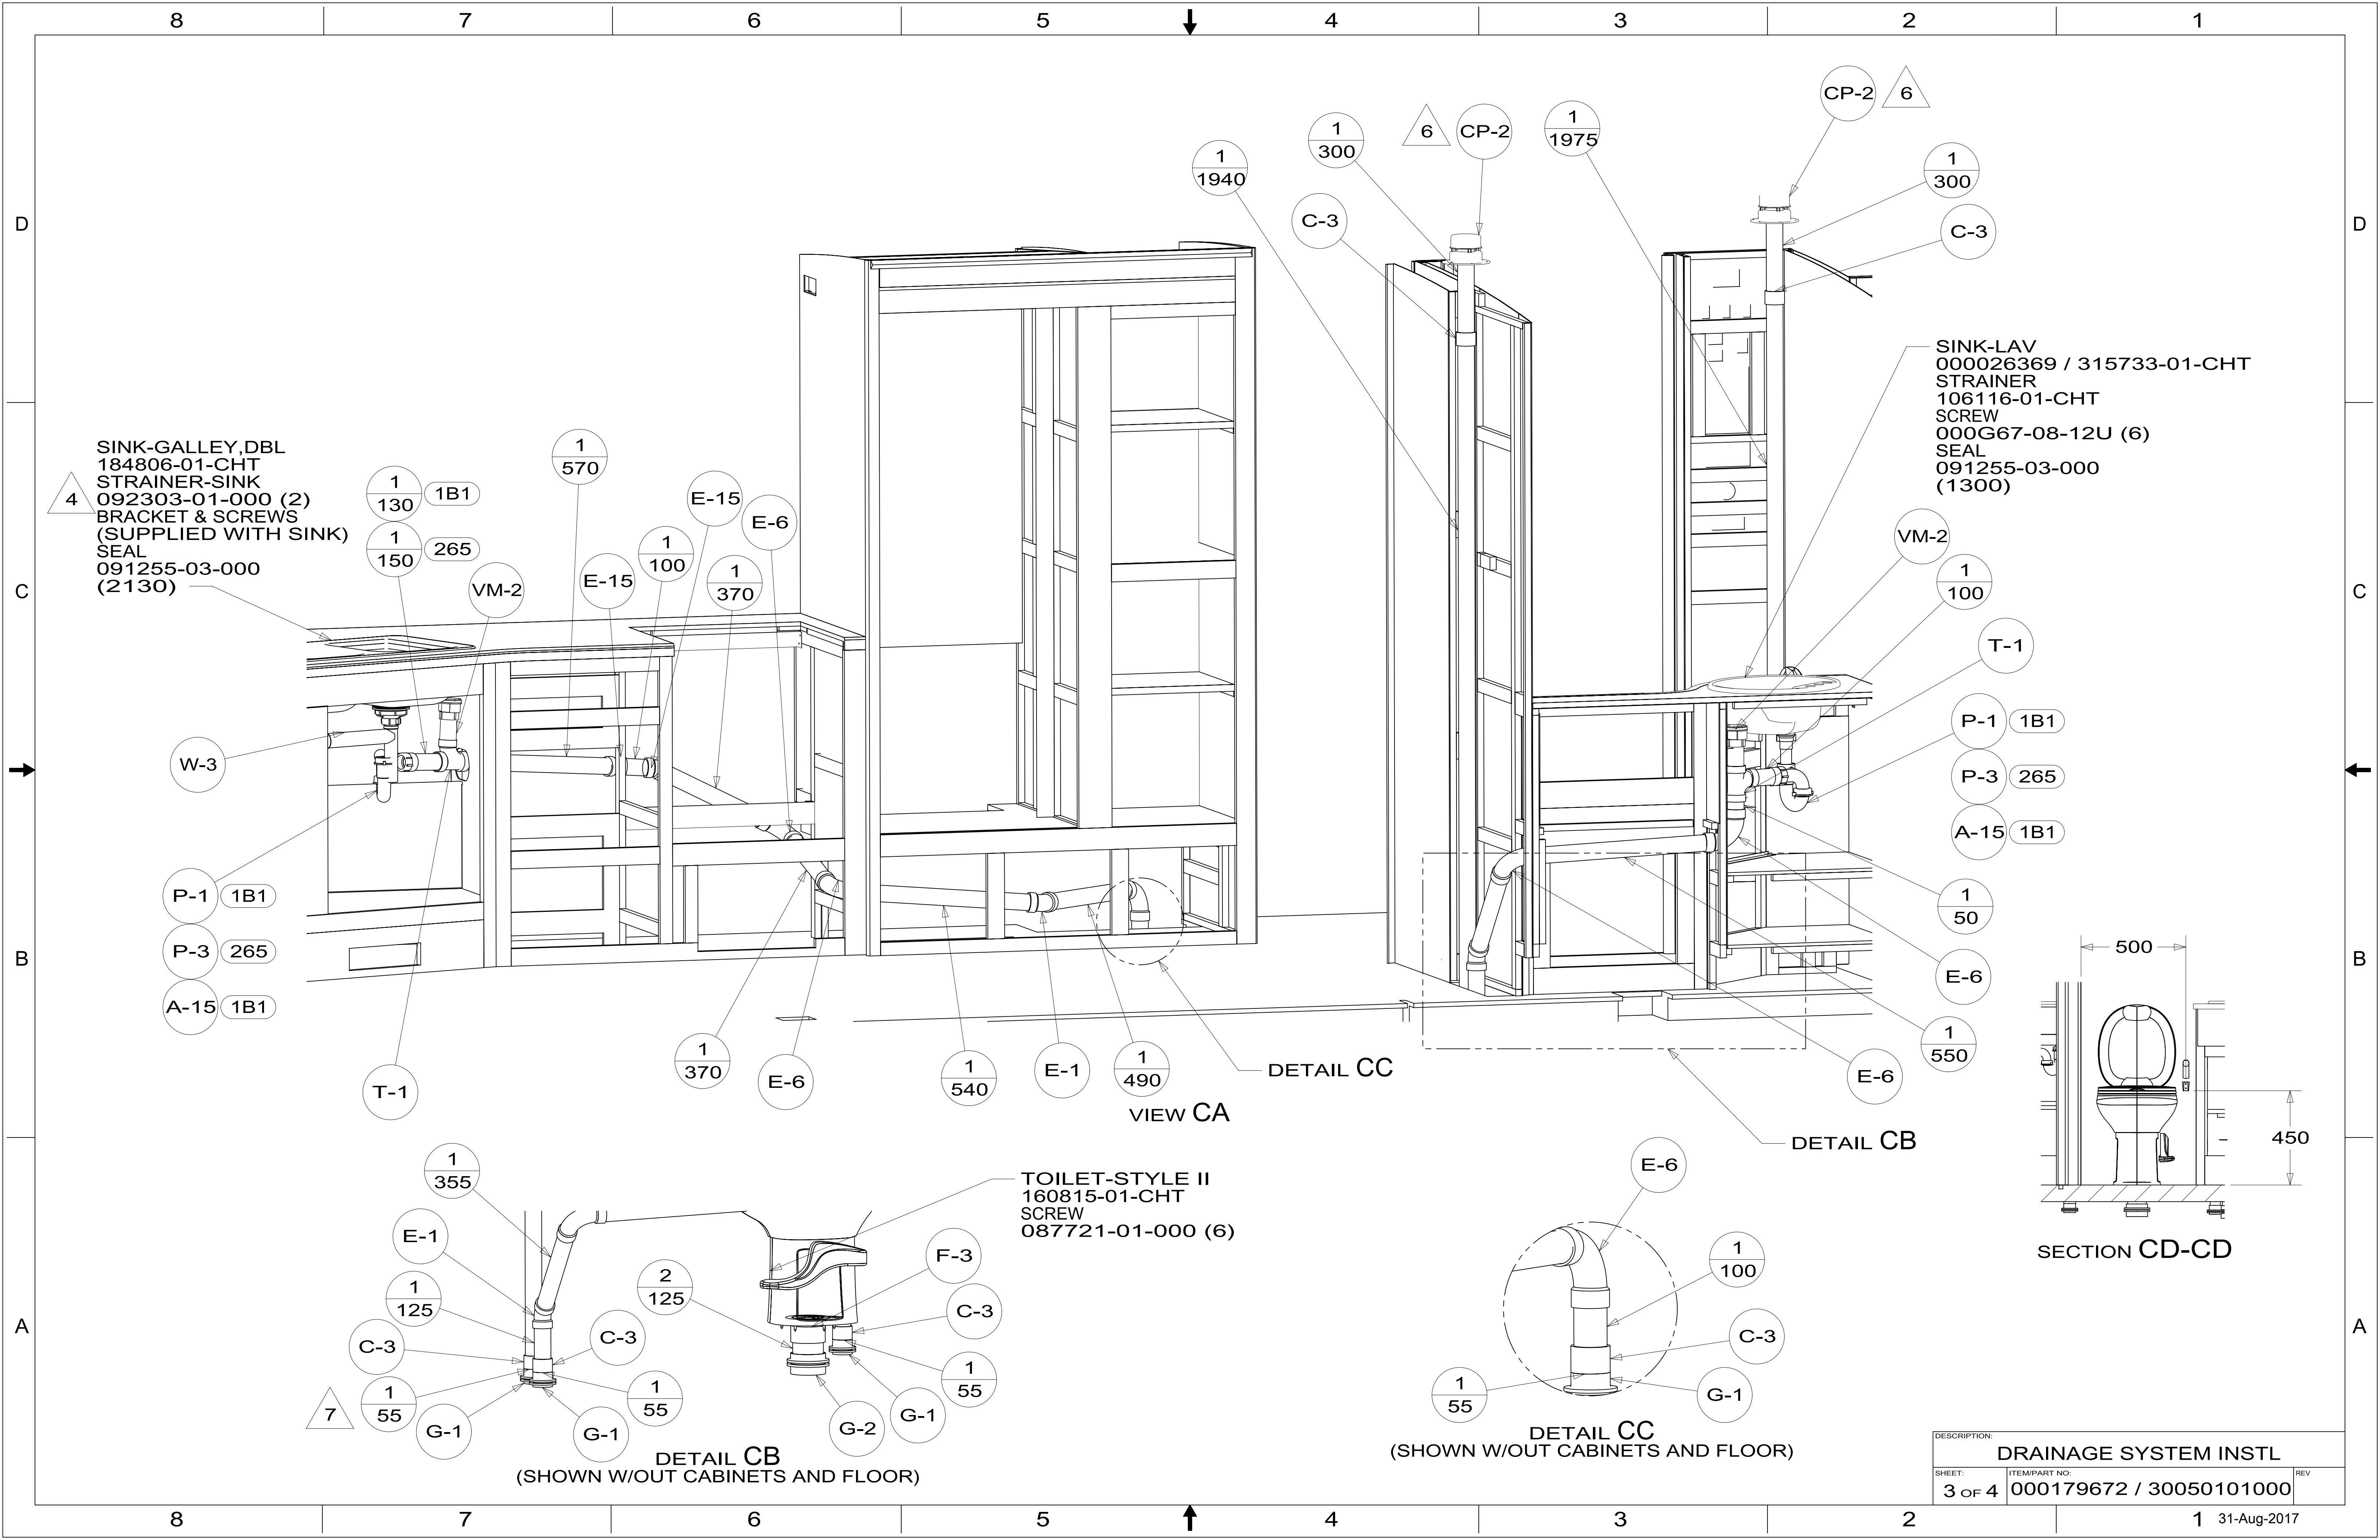 8 7 6 5 4 3 2 1
D
D
C
C
B
B
A
A
CP-2
6
1
300
6
CP-2
1
1975
1
1940
1
300
C-3
C-3
SINK-LAV
000026369 / 315733-01-CHT
STRAINER
106116-01-CHT
SCREW
000G67-08-12U (6)
SEAL
091255-03-000
(1300)
4
SINK-GALLEY,DBL
184806-01-CHT
STRAINER-SINK
092303-01-000 (2)
BRACKET & SCREWS
(SUPPLIED WITH SINK)
SEAL
091255-03-000
(2130)
1
130
1B1
1
150
265
VM-2
1
570
E-15
1
100
E-15
E-6
1
370
VM-2
1
100
T-1
P-1
1B1
P-3
265
A-15
1B1
1
50
E-6
1
550
E-6
W-3
P-1
1B1
P-3
265
A-15
1B1
T-1
1
370
E-6
1
540
E-1
1
490
DETAIL CC
VIEW CA
DETAIL CB
500
450
SECTION CD-CD
1
355
E-1
1
125
C-3
C-3
7
1
55
1
55
G-1
G-1
DETAIL CB
(SHOWN W/OUT CABINETS AND FLOOR)
TOILET-STYLE II
160815-01-CHT
SCREW
087721-01-000 (6)
2
125
F-3
C-3
1
55
G-1
G-2
E-6
1
100
C-3
G-1
1
55
DETAIL CC
(SHOWN W/OUT CABINETS AND FLOOR)
DESCRIPTION:
DRAINAGE SYSTEM INSTL
SHEET:
3 OF 4
ITEM/PART NO:
000179672 / 30050101000
REV
8 7 6 5 4 3 2 1
31-Aug-2017